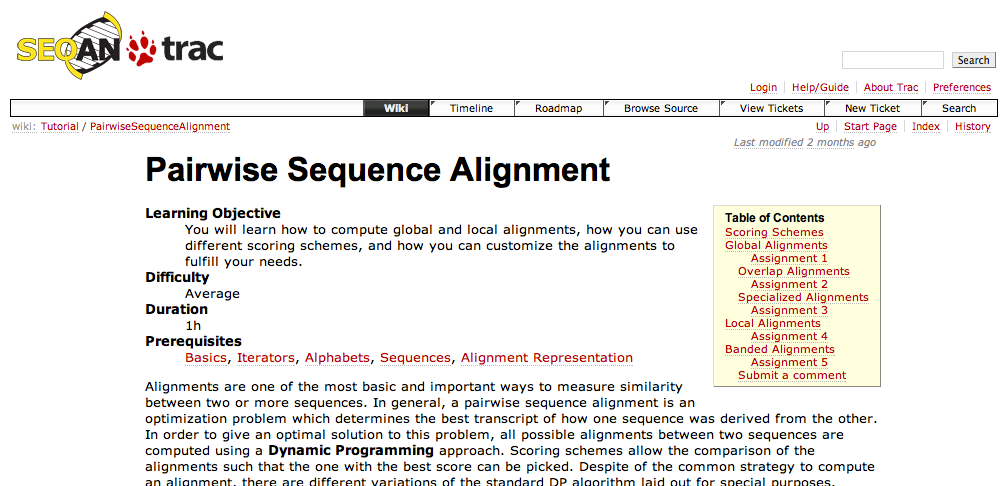 SEQAN trac
Search
Login Help/Guide About Trac Preferences
Wiki Timeline Roadmap Browse Source View Tickets New Ticket Search
wiki: Tutorial / PairwiseSequenceAlignment
Up Start Page Index History
Last modified 2 months ago
Pairwise Sequence Alignment
Learning Objective
You will learn how to compute global and local alignments, how you can use
different scoring schemes, and how you can customize the alignments to
fulfill your needs.
Difficulty
Average
Duration
1h
Prerequisites
Basics, Iterators, Alphabets, Sequences, Alignment Representation
Table of Contents
Scoring Schemes
Global Alignments
Assignment 1
Overlap Alignments
Assignment 2
Specialized Alignments
Assignment 3
Local Alignments
Assignment 4
Banded Alignments
Assignment 5
Submit a comment
Alignments are one of the most basic and important ways to measure similarity
between two or more sequences. In general, a pairwise sequence alignment is an
optimization problem which determines the best transcript of how one sequence was derived from the other.
In order to give an optimal solution to this problem, all possible alignments between two sequences are
computed using a Dynamic Programming approach. Scoring schemes allow the comparison of the
alignments such that the one with the best score can be picked. Despite of the common strategy to compute
an alignment, there are different variations of the standard DP algorithm laid out for special purposes.